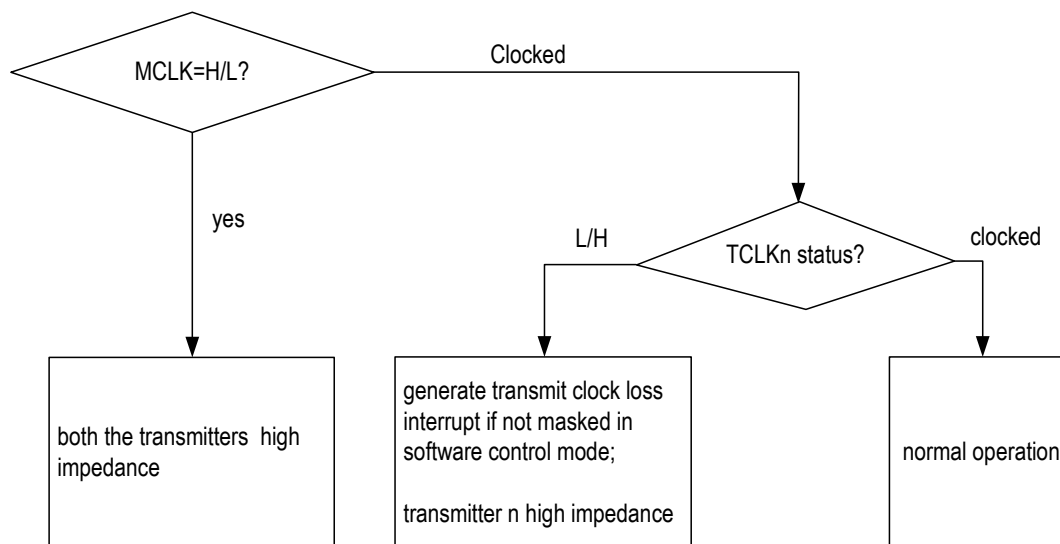 MCLK=H/L?
Clocked
yes
L/H
TCLKn status?
clocked
both the transmitters high
impedance
generate transmit clock loss
interrupt if not masked in
software control mode;
transmitter n high impedance
normal operation